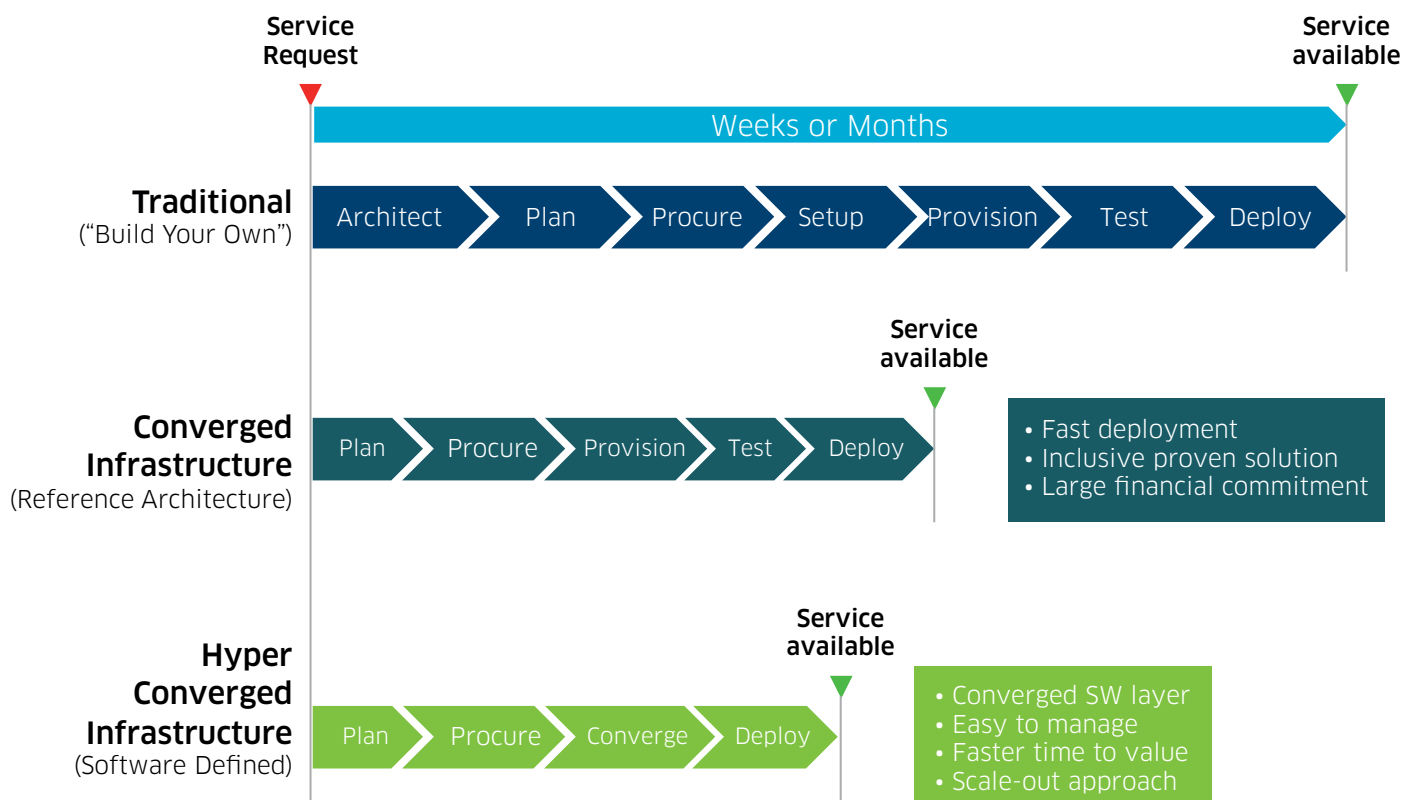 Service
Request
Service
available
Weeks or Months
Traditional
(“Build Your Own”)
Architect
Plan
Procure
Setup
Provision
Test
Deploy
Service
available
Converged
Infrastructure
(Reference Architecture)
Plan
Procure
Provision
Test
Deploy
• Fast deployment
• Inclusive proven solution
• Large financial commitment
Service
available
Hyper
Converged
Infrastructure
(Software Defined)
Plan
Procure
Converge
Deploy
• Converged SW layer
• Easy to manage
• Faster time to value
• Scale-out approach